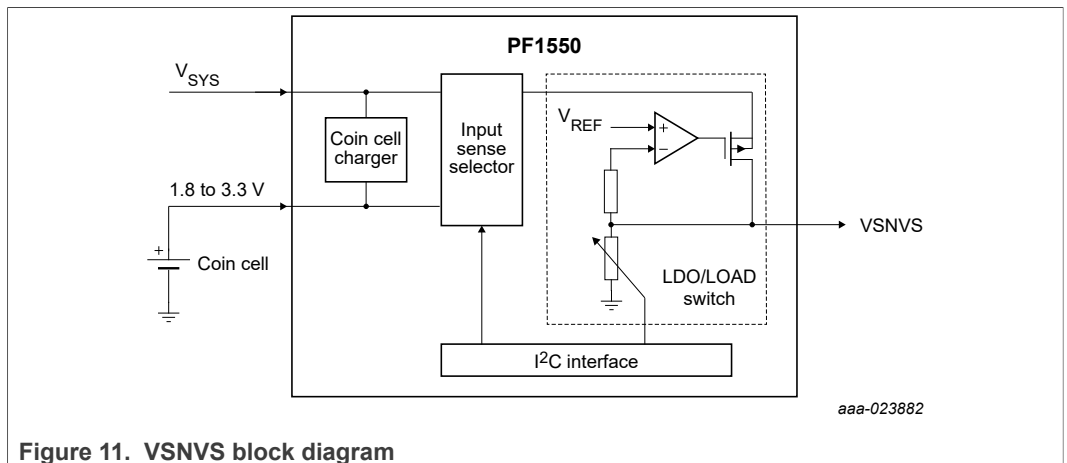 PF1550
VSYS
Coin cell
charger
Input
sense
selector
VREF
+
−
1.8 to 3.3 V
VSNVS
+
Coin cell
LDO/LOAD
switch
I2C interface
aaa-023882
Figure 11. VSNVS block diagram